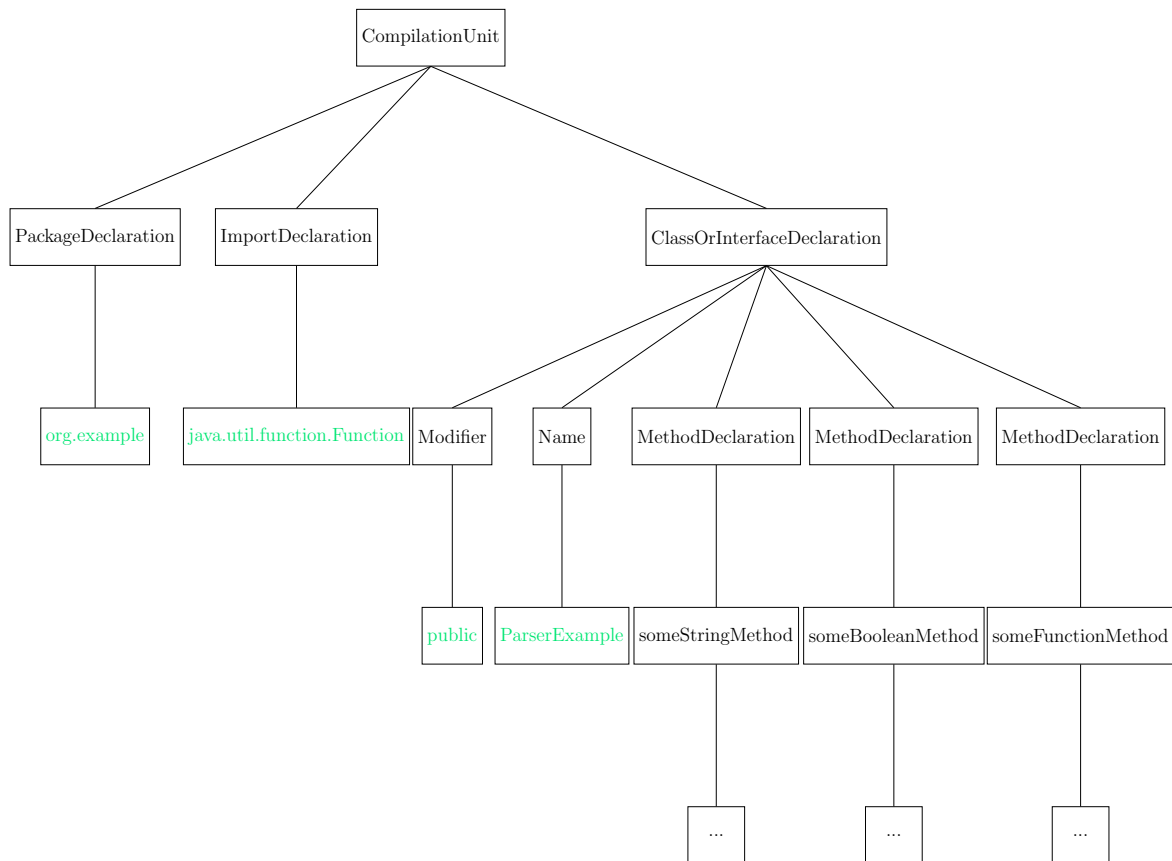 CompilationUnit
PackageDeclaration
ImportDeclaration
ClassOrInterfaceDeclaration
org.example
java.util.function.Function
Modifier
Name
MethodDeclaration
MethodDeclaration
MethodDeclaration
public
ParserExample
someStringMethod
someBooleanMethod
someFunctionMethod
...
...
...